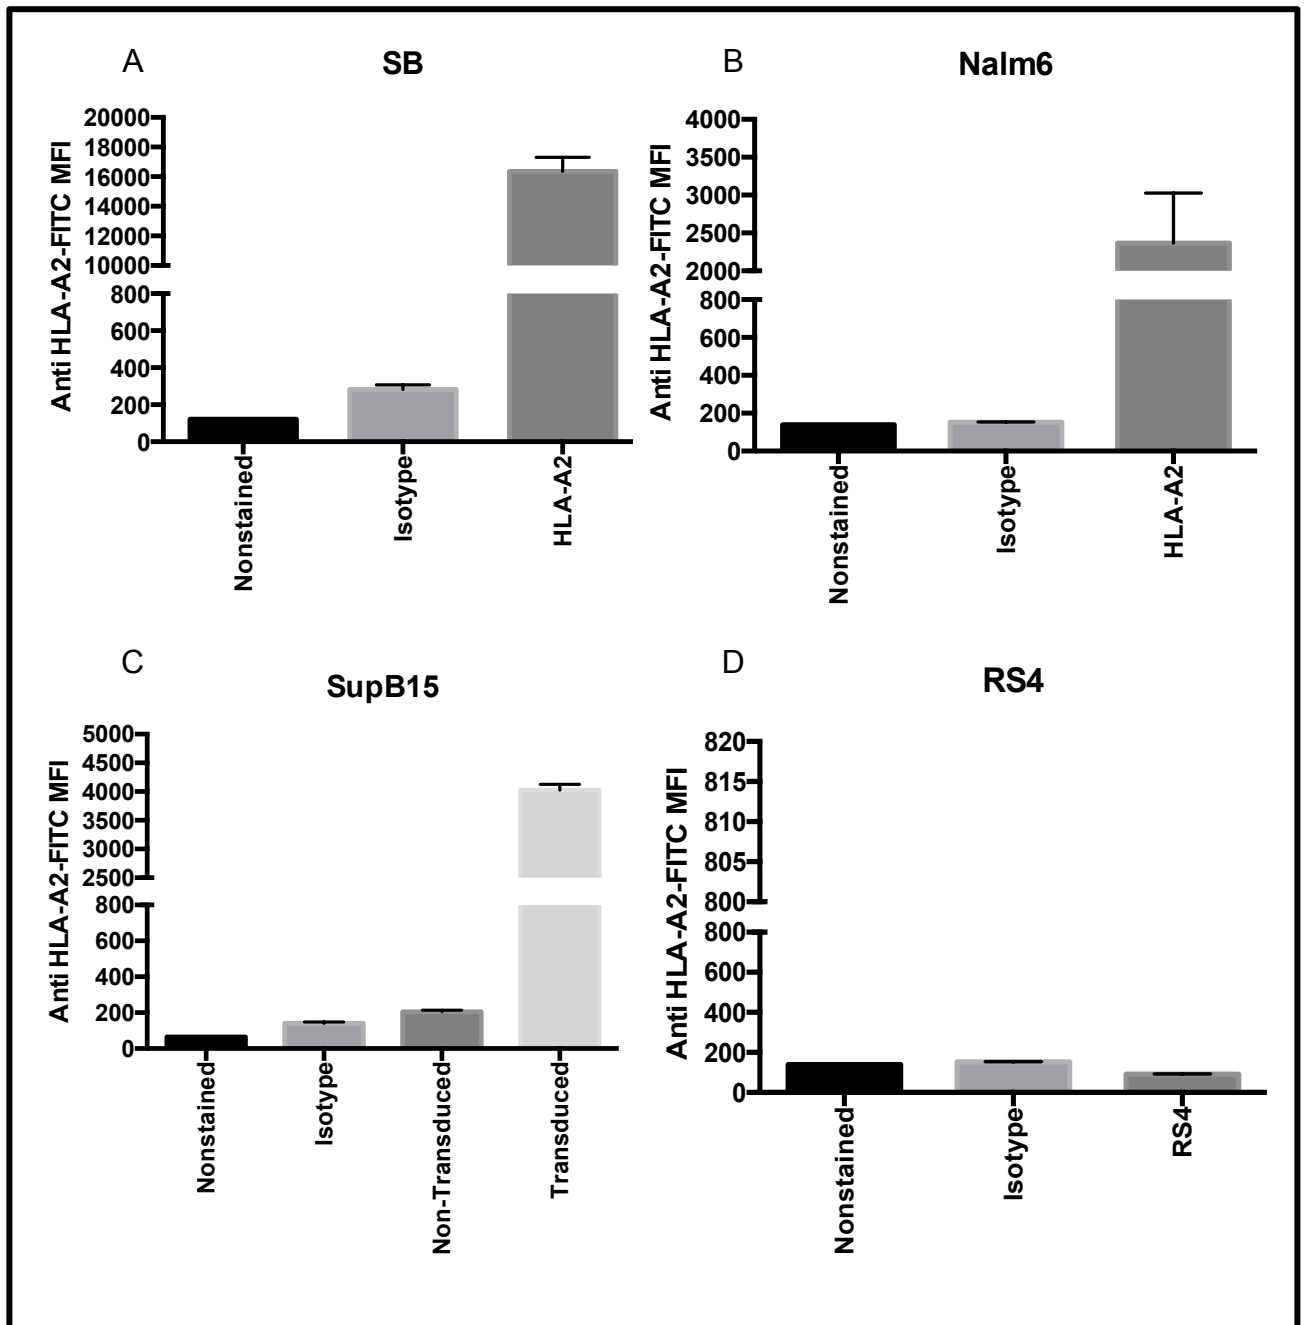 A
SB
Anti HLA-A2-FITC MFI
20000
18000
16000
14000
12000
10000
800
600
400
200
0
Nonstained
Isotype
HLA-A2
B
Nalm6
Anti HLA-A2-FITC MFI
4000
3500
3000
2500
2000
800
600
400
200
0
Nonstained
Isotype
HLA-A2
C
SupB15
Anti HLA-A2-FITC MFI
5000
4500
4000
3500
3000
2500
800
600
400
200
0
Nonstained
Isotype
Non-Transduced
Transduced
D
RS4
Anti HLA-A2-FITC MFI
820
815
810
805
800
800
600
400
200
0
Nonstained
Isotype
RS4